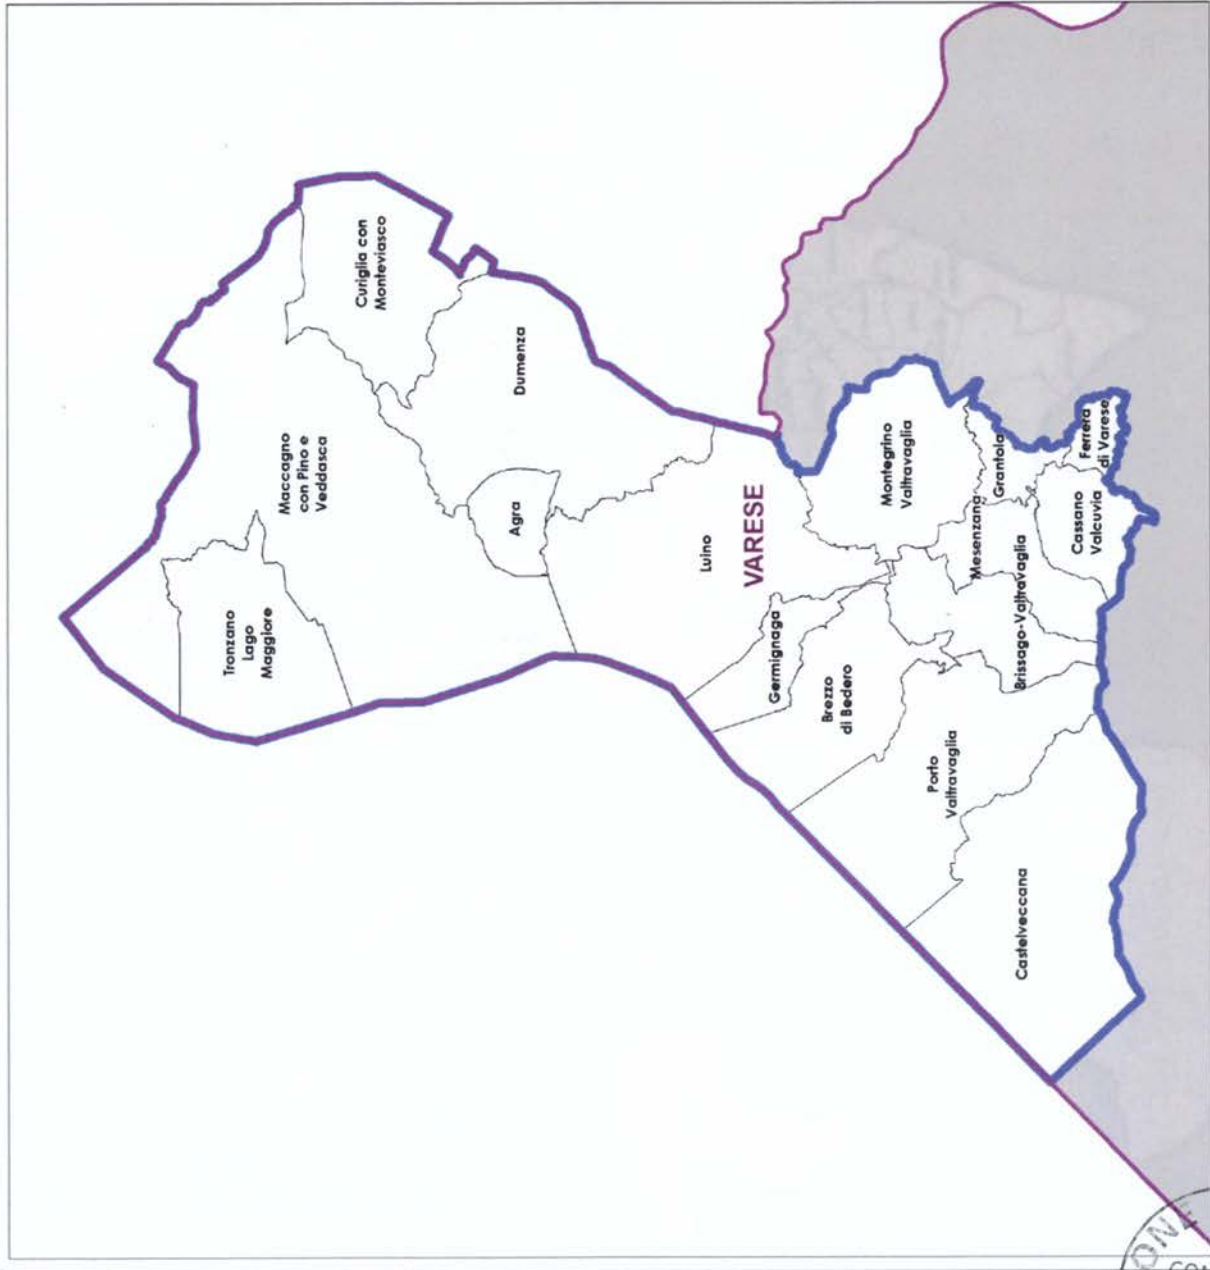 Tronzano
Lago
Maggiore
Maccagno
con Pino e
Veddasca
Curiglia con
Monteviasco
Dumenza
Agra
Luino
VARESE
Germignaga
Brezzo
di Bedero
Porto
Valtravaglia
Castelveccana
Montegrino
Valtravaglia
Mesenzana
Grantola
Brissago-Valtravaglia
Cassano
Valcuvia
Ferrera
di Varese